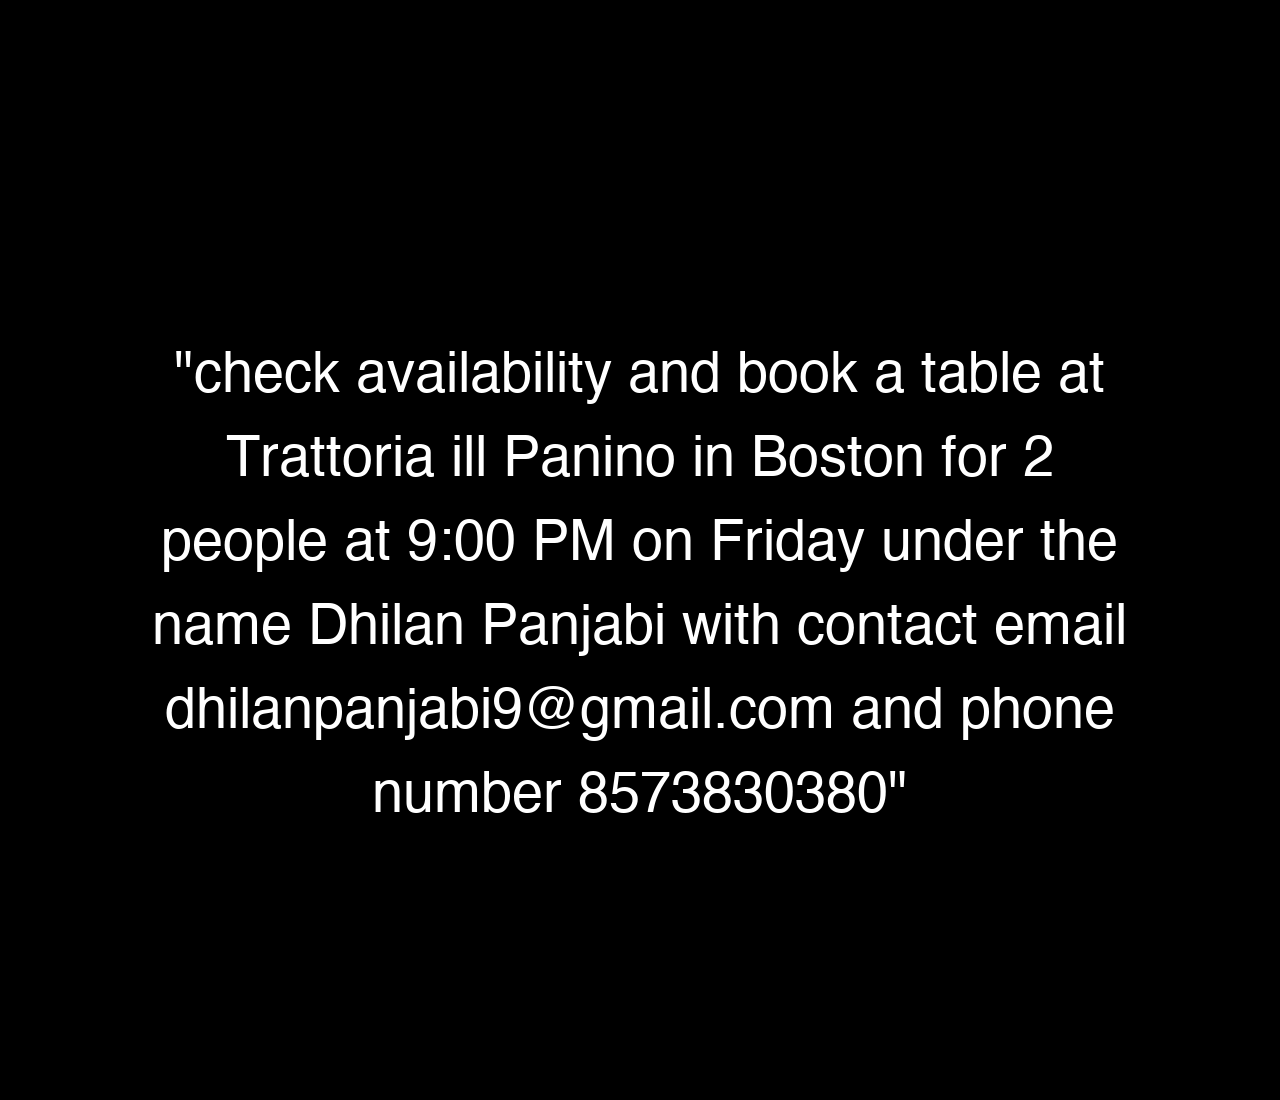 "check availability and book a table at
Trattoria ill Panino in Boston for 2
people at 9:00 PM on Friday under the
name Dhilan Panjabi with contact email
dhilanpanjabi9@gmail.com and phone
number 8573830380"